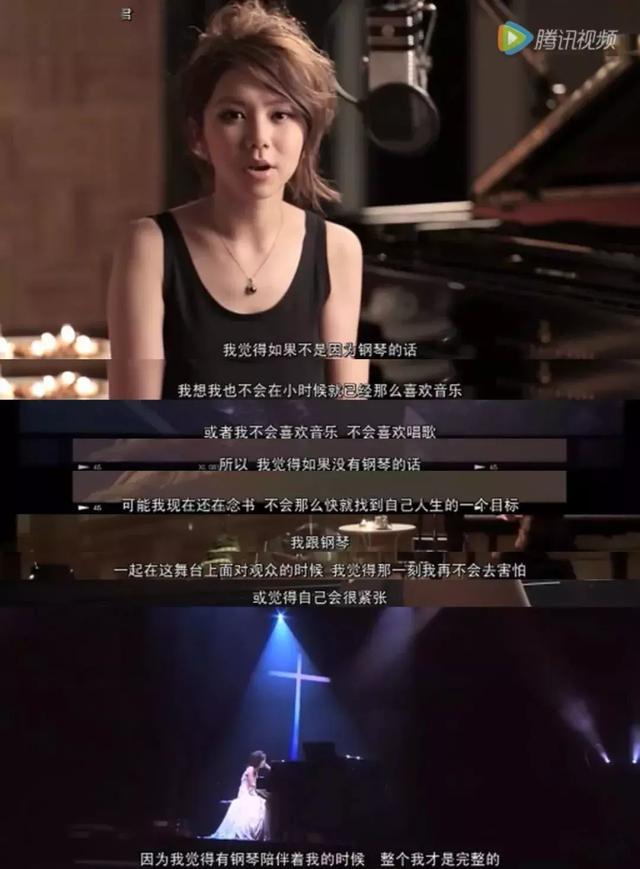 腾讯视频
我觉得如果不是因为钢琴的话
我想我也不会在小时候就已经那么喜欢音乐
或者我不会喜欢音乐 不会喜欢唱歌
所以 我觉得如果没有钢琴的话
可能我现在还在念书 不会那么快就找到自己人生的一个目标
我跟钢琴
一起在这舞台上面对观众的时候 我觉得那一刻我再不会去害怕
或觉得自己会很紧张
因为我觉得有钢琴陪伴着我的时候 整个我才是完整的